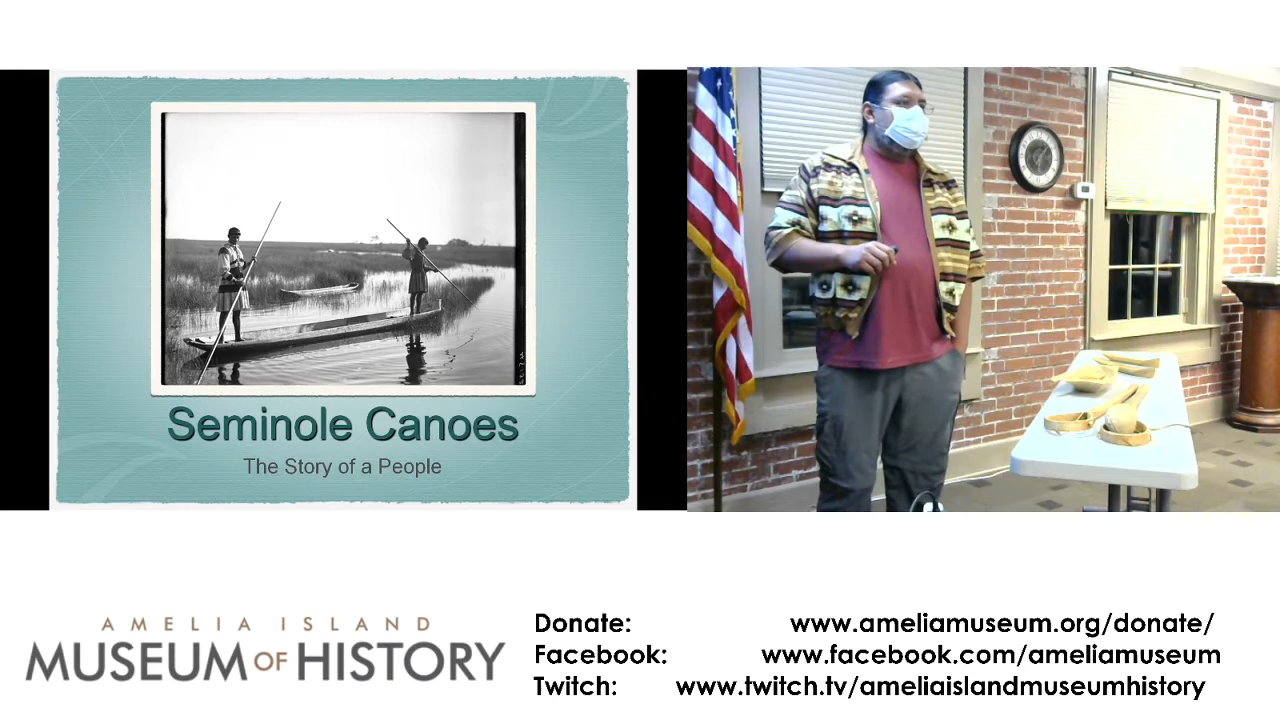 Seminole Canoes
The Story of a People
AMELIA ISLAND
MUSEUM OF HISTORY
Donate: www.ameliamuseum.org/donate/
Facebook: www.facebook.com/ameliamuseum
Twitch: www.twitch.tv/ameliaislandmuseumhistory